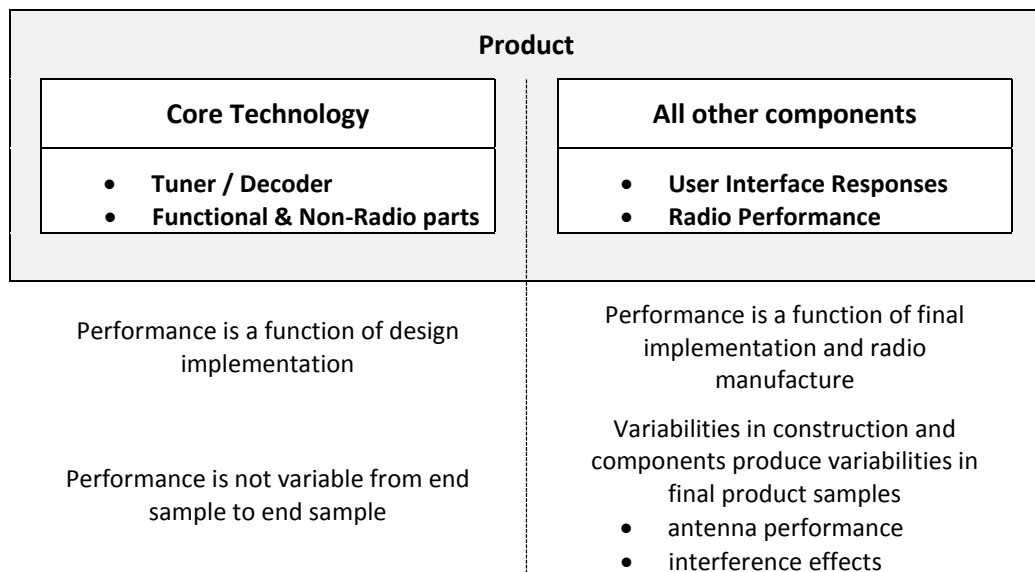 Product
Core Technology
• Tuner / Decoder
• Functional & Non-Radio parts
All other components
• User Interface Responses
• Radio Performance
Performance is a function of design
implementation
Performance is not variable from end
sample to end sample
Performance is a function of final
implementation and radio
manufacture
Variabilities in construction and
components produce variabilities in
final product samples
• antenna performance
• interference effects